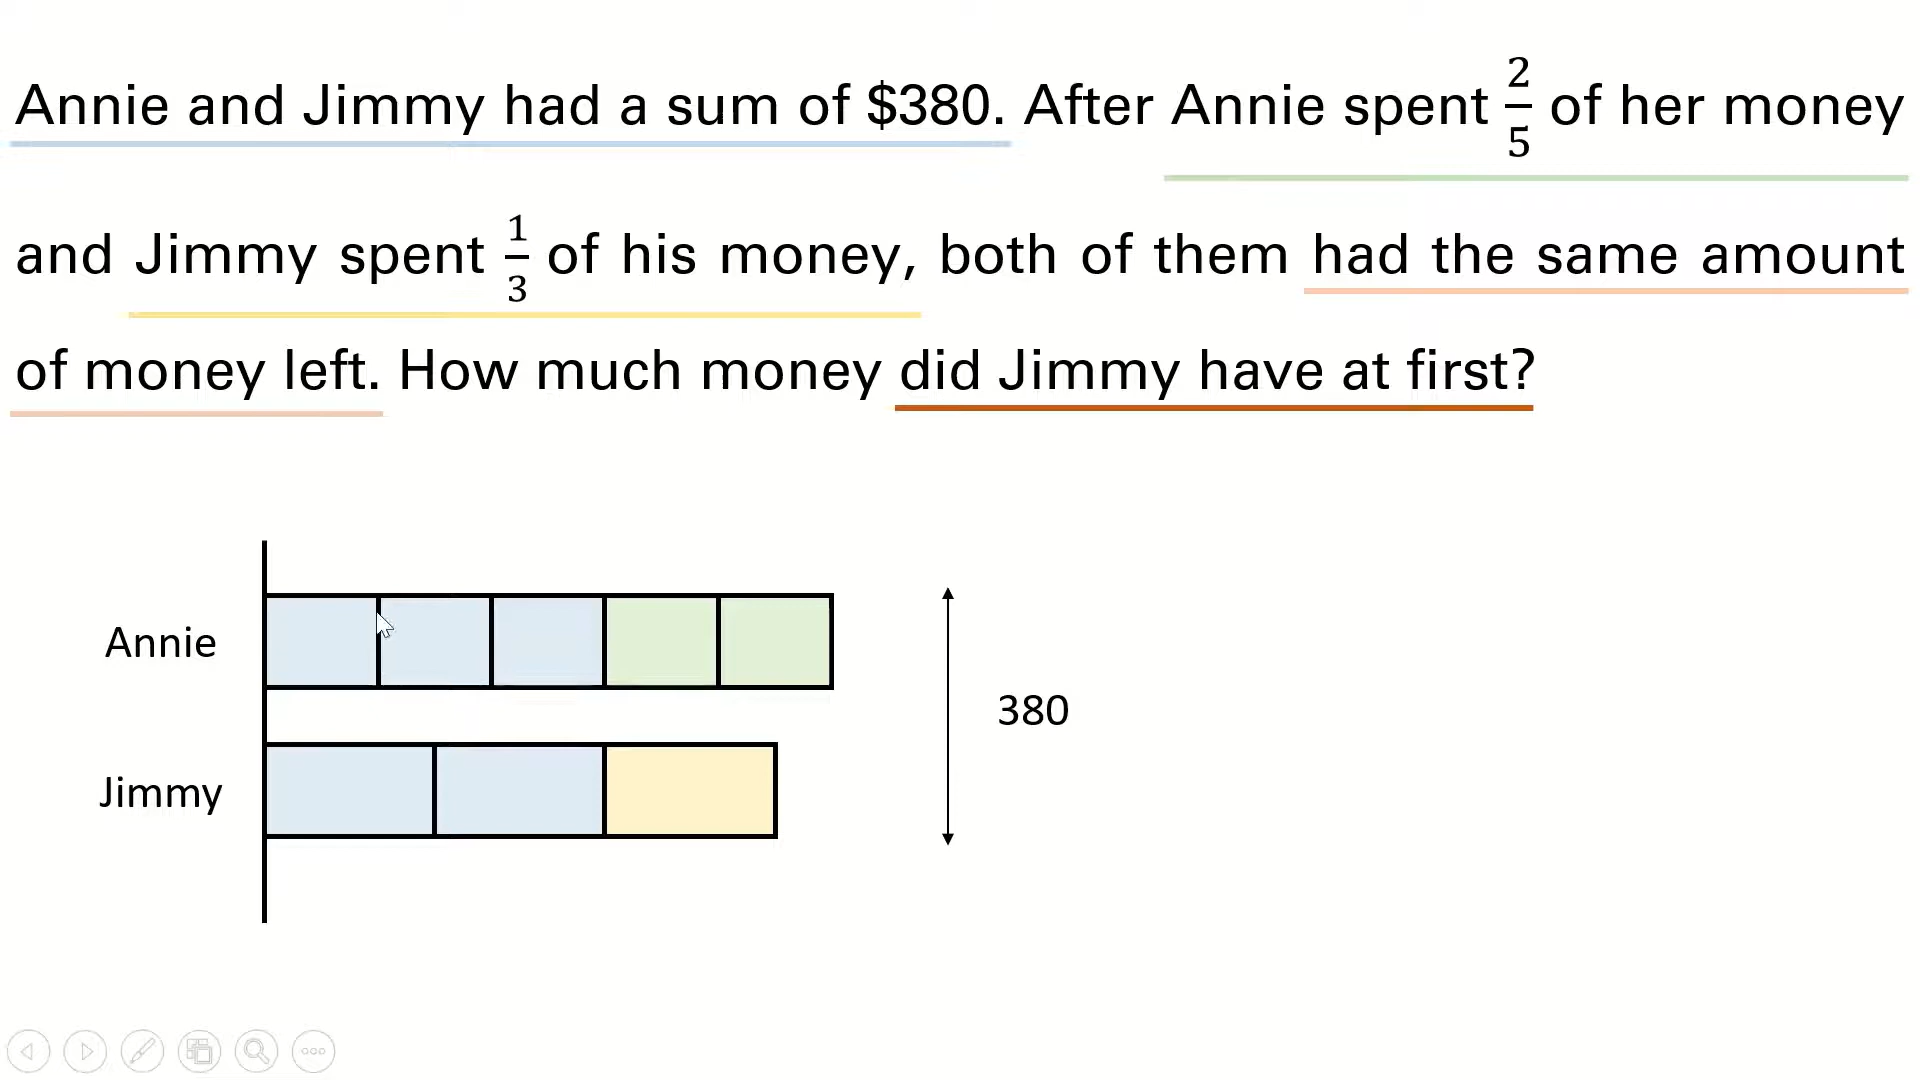 Annie and Jimmy had a sum of $380. After Annie spent 2/5 of her money
and Jimmy spent 1/3 of his money, both of them had the same amount
of money left. How much money did Jimmy have at first?
Annie
380
Jimmy